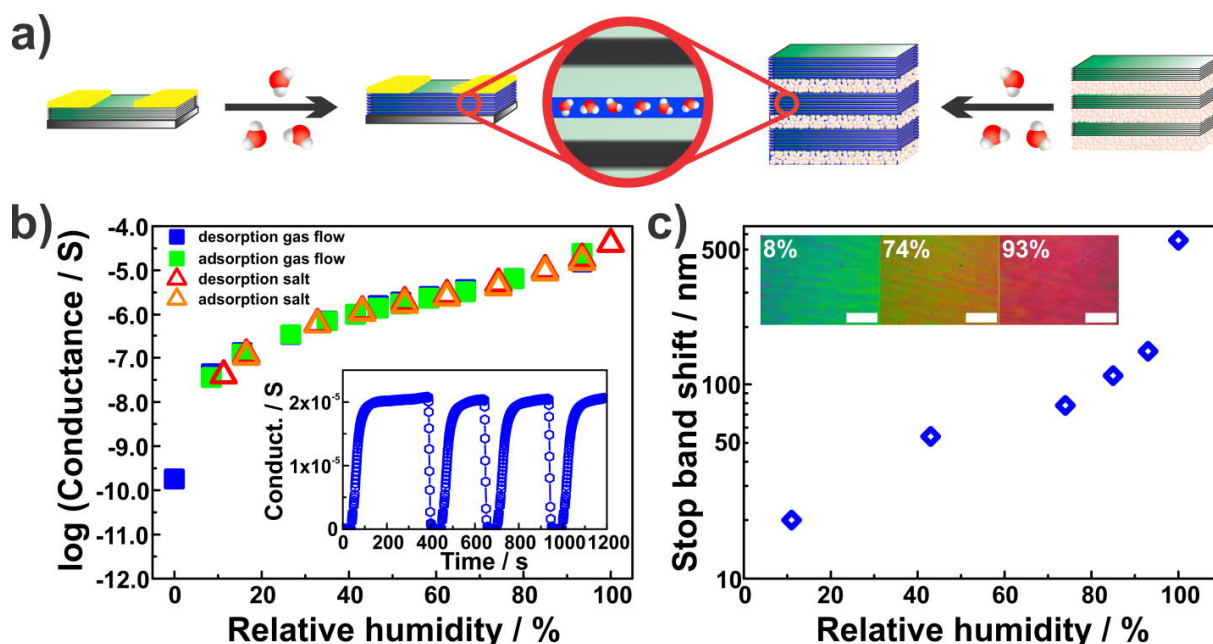 a)
b)
log (Conductance / S)
-4.0
-5.0
-6.0
-7.0
-8.0
-9.0
-10.0
-11.0
-12.0
desorption gas flow
adsorption gas flow
desorption salt
adsorption salt
Conduct. / S
2x10⁻⁵
1x10⁻⁵
0
0 200 400 600 800 1000 1200
Time / s
0 20 40 60 80 100
Relative humidity / %
c)
Stop band shift / nm
500
100
50
10
8% 74% 93%
0 20 40 60 80 100
Relative humidity / %